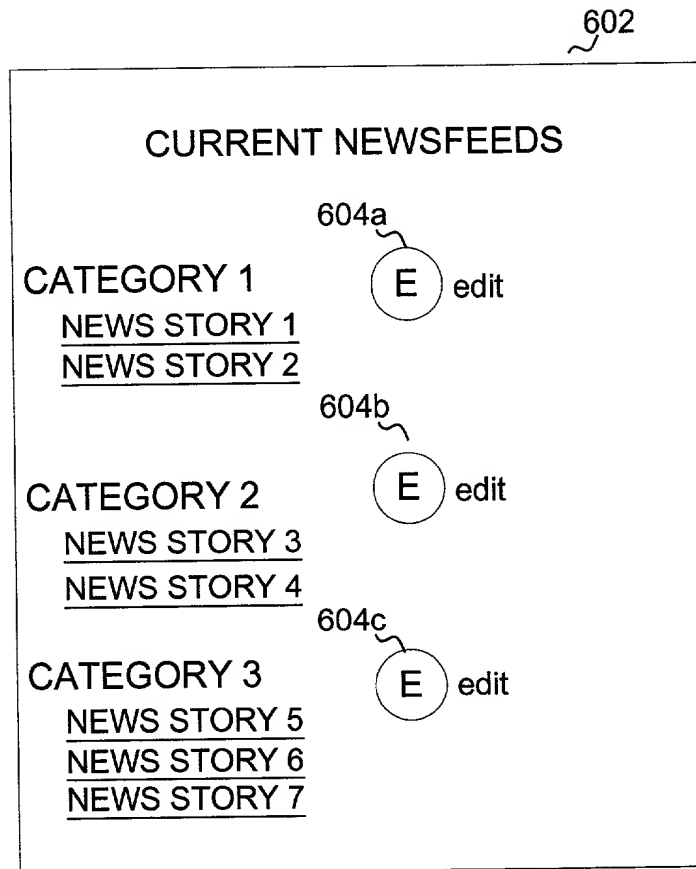 602
CURRENT NEWSFEEDS
604a
CATEGORY 1
E edit
NEWS STORY 1
NEWS STORY 2
604b
CATEGORY 2
E edit
NEWS STORY 3
NEWS STORY 4
604c
CATEGORY 3
E edit
NEWS STORY 5
NEWS STORY 6
NEWS STORY 7